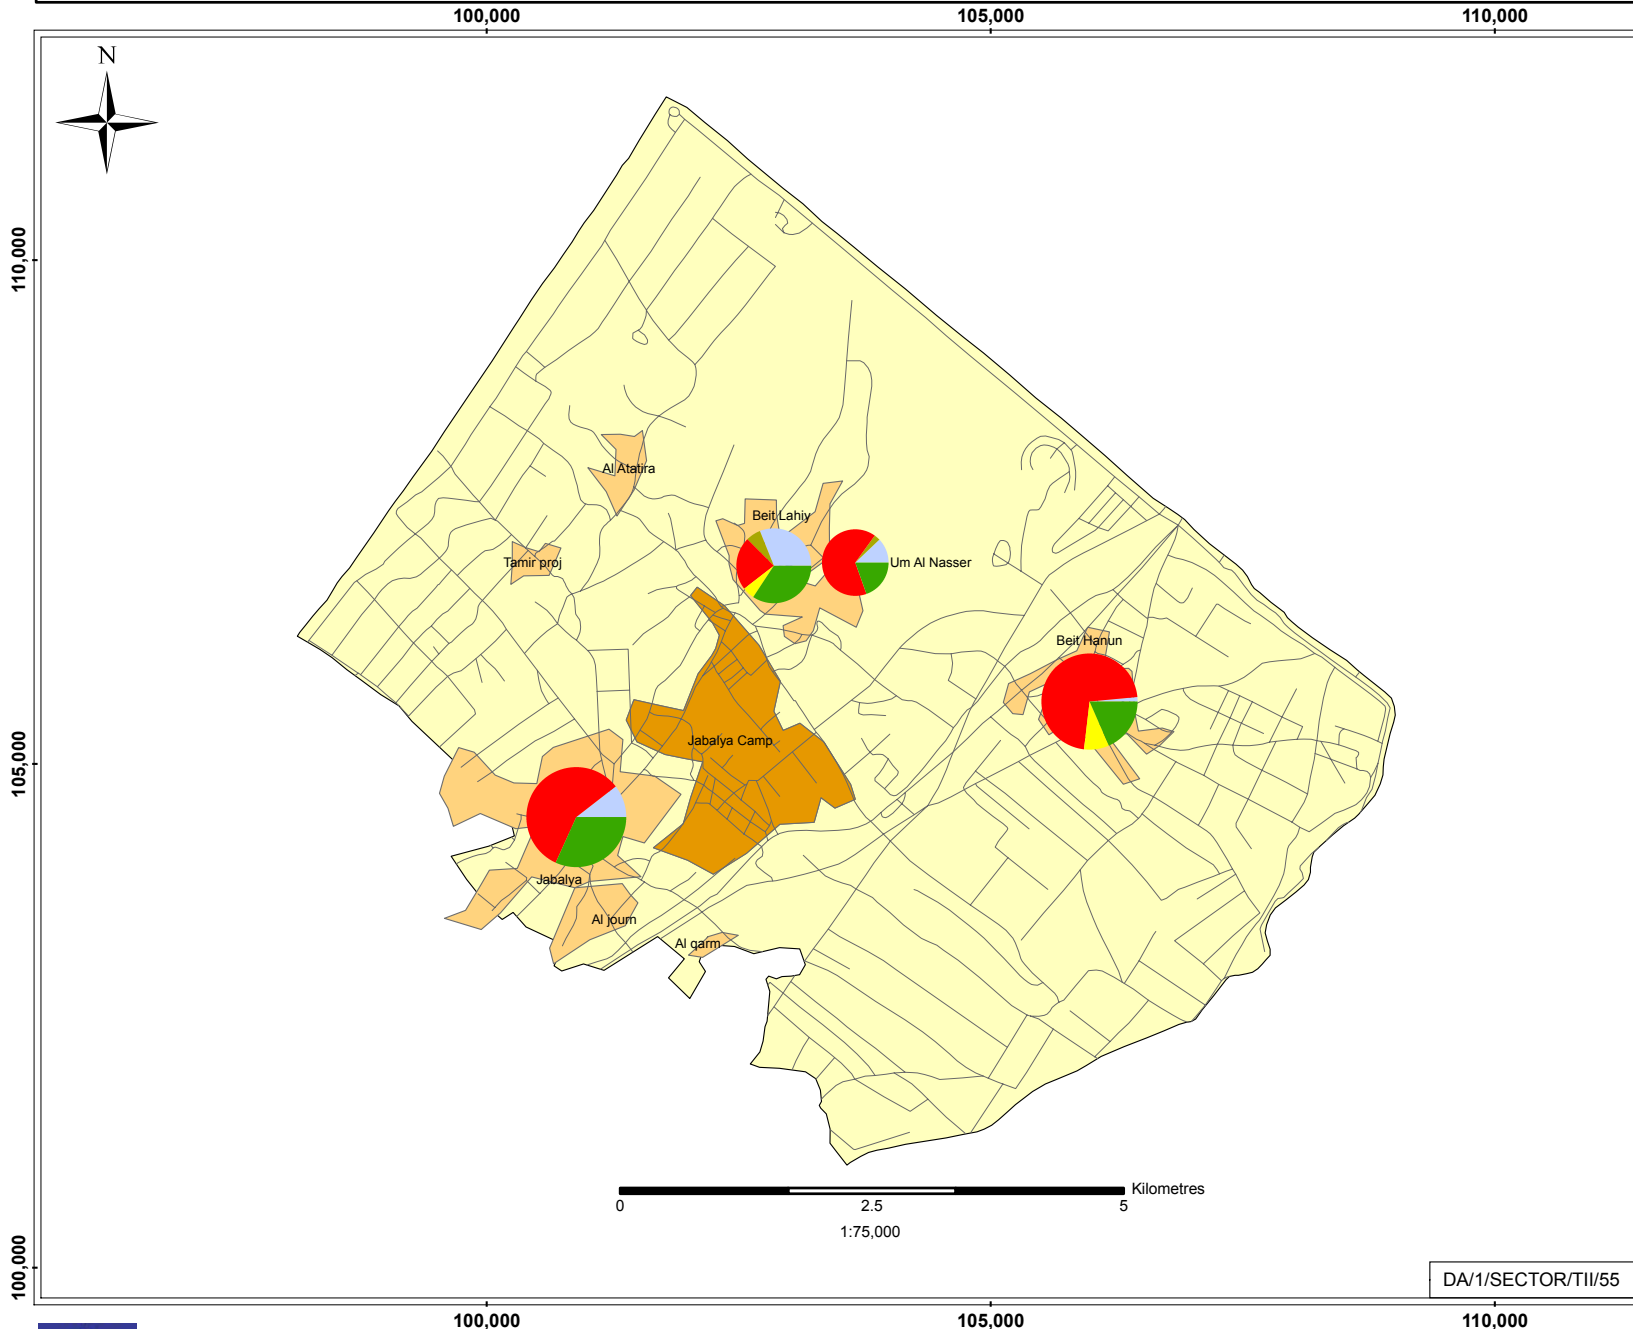 100,000 105,000 110,000
N
110,000
Al Atatira
Beit Lahiy
Tamir proj
Um Al Nasser
Beit Hanun
Jabalya Camp
105,000
Jabalya
Al journ
Al qarm
Kilometres
0 2.5 5
1:75,000
100,000
DA/1/SECTOR/TII/55
100,000 105,000 110,000